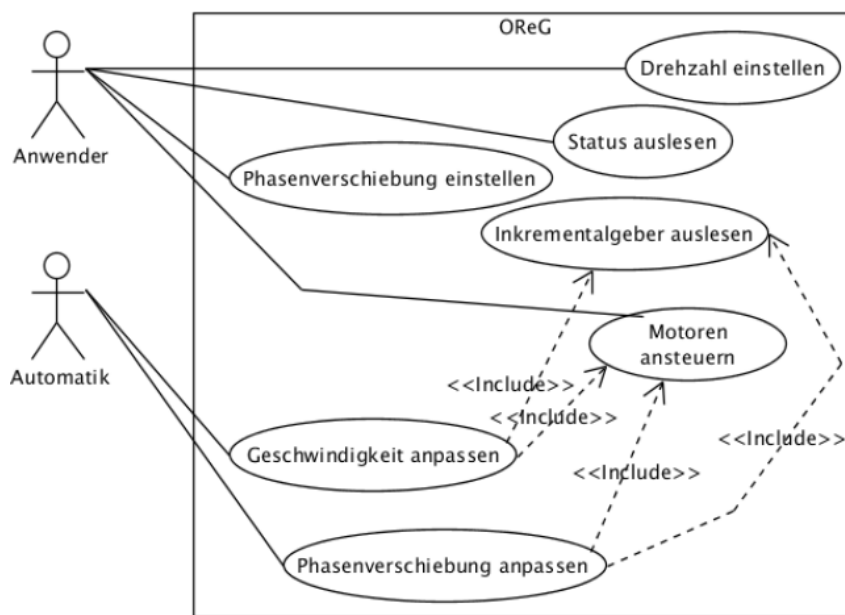 OReG
Drehzahl einstellen
Anwender
Status auslesen
Phasenverschiebung einstellen
Inkrementalgeber auslesen
Automatik
Motoren
ansteuern
<<Include>>
<<Include>>
<<Include>>
Geschwindigkeit anpassen
<<Include>>
Phasenverschiebung anpassen